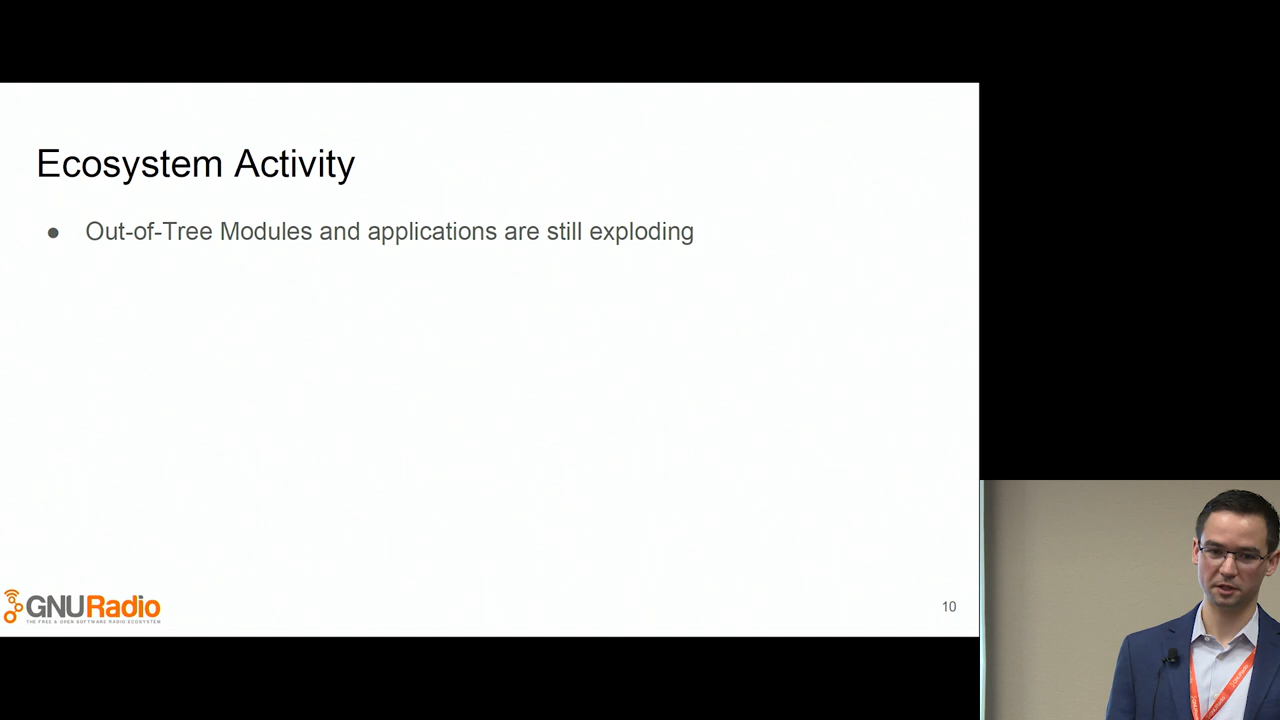 Ecosystem Activity
● Out-of-Tree Modules and applications are still exploding
GNURadio
THE FREE & OPEN SOFTWARE RADIO ECOSYSTEM
10